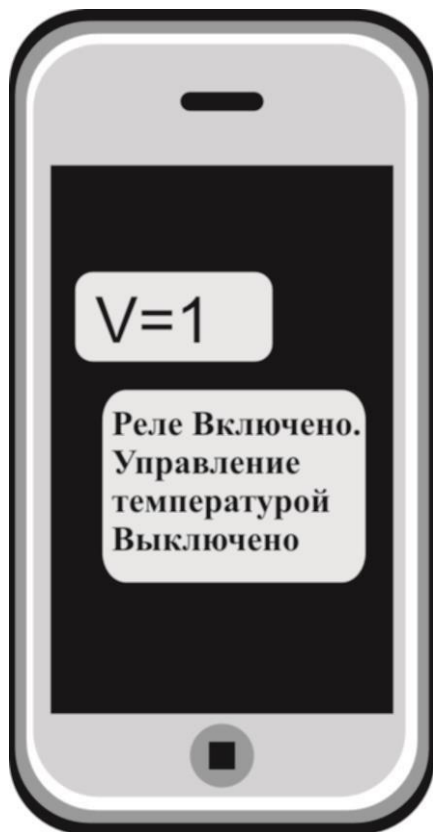 V=1
Реле Включено.
Управление
температурой
Выключено